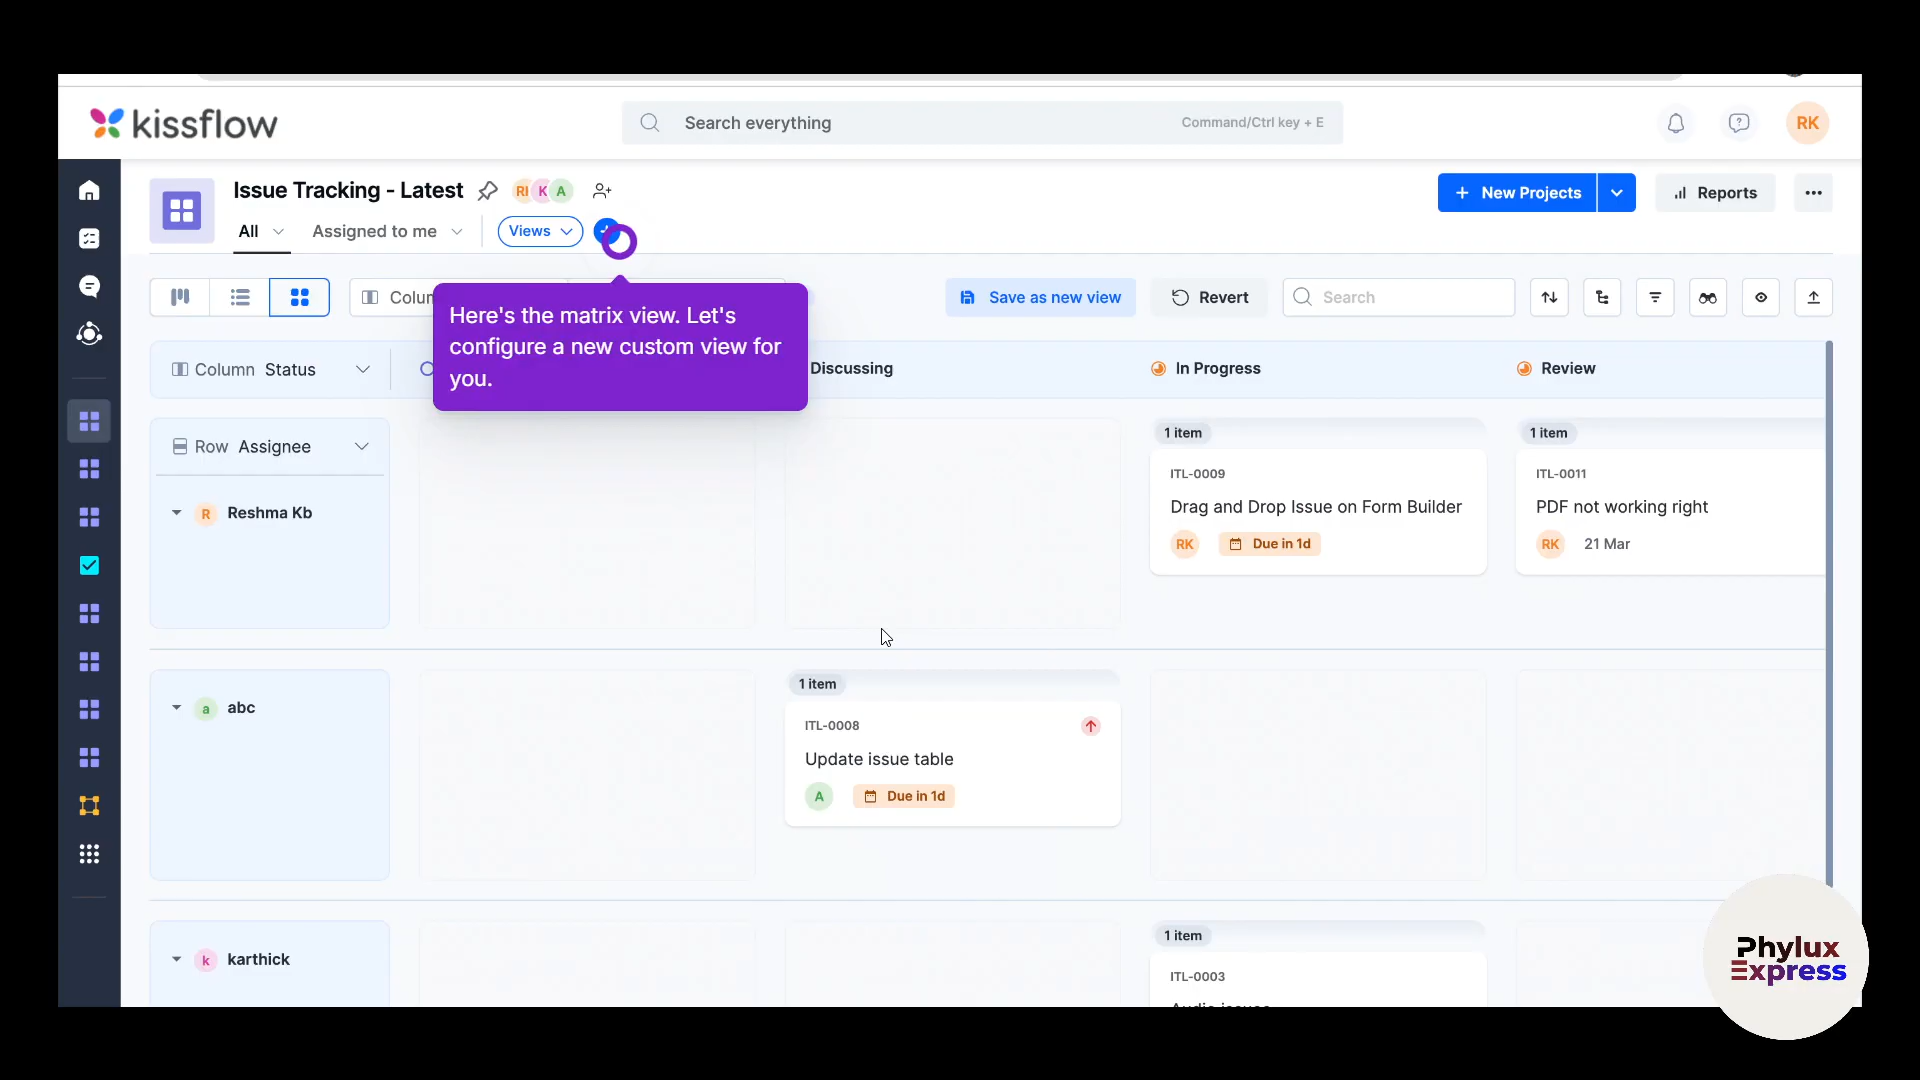 kissflow
Search everything
Command/Ctrl key + E
RK
Issue Tracking - Latest
RI K A
New Projects
Reports
All
Assigned to me
Views
Colum
Save as new view
Revert
Search
Here's the matrix view. Let's
configure a new custom view for
you.
Column Status
Discussing
In Progress
Review
Row Assignee
1 item
1 item
ITL-0009
ITL-0011
R Reshma Kb
Drag and Drop Issue on Form Builder
PDF not working right
RK Due in 1d
RK 21 Mar
1 item
a abc
ITL-0008
Update issue table
A Due in 1d
1 item
k karthick
ITL-0003
Phylux
Express